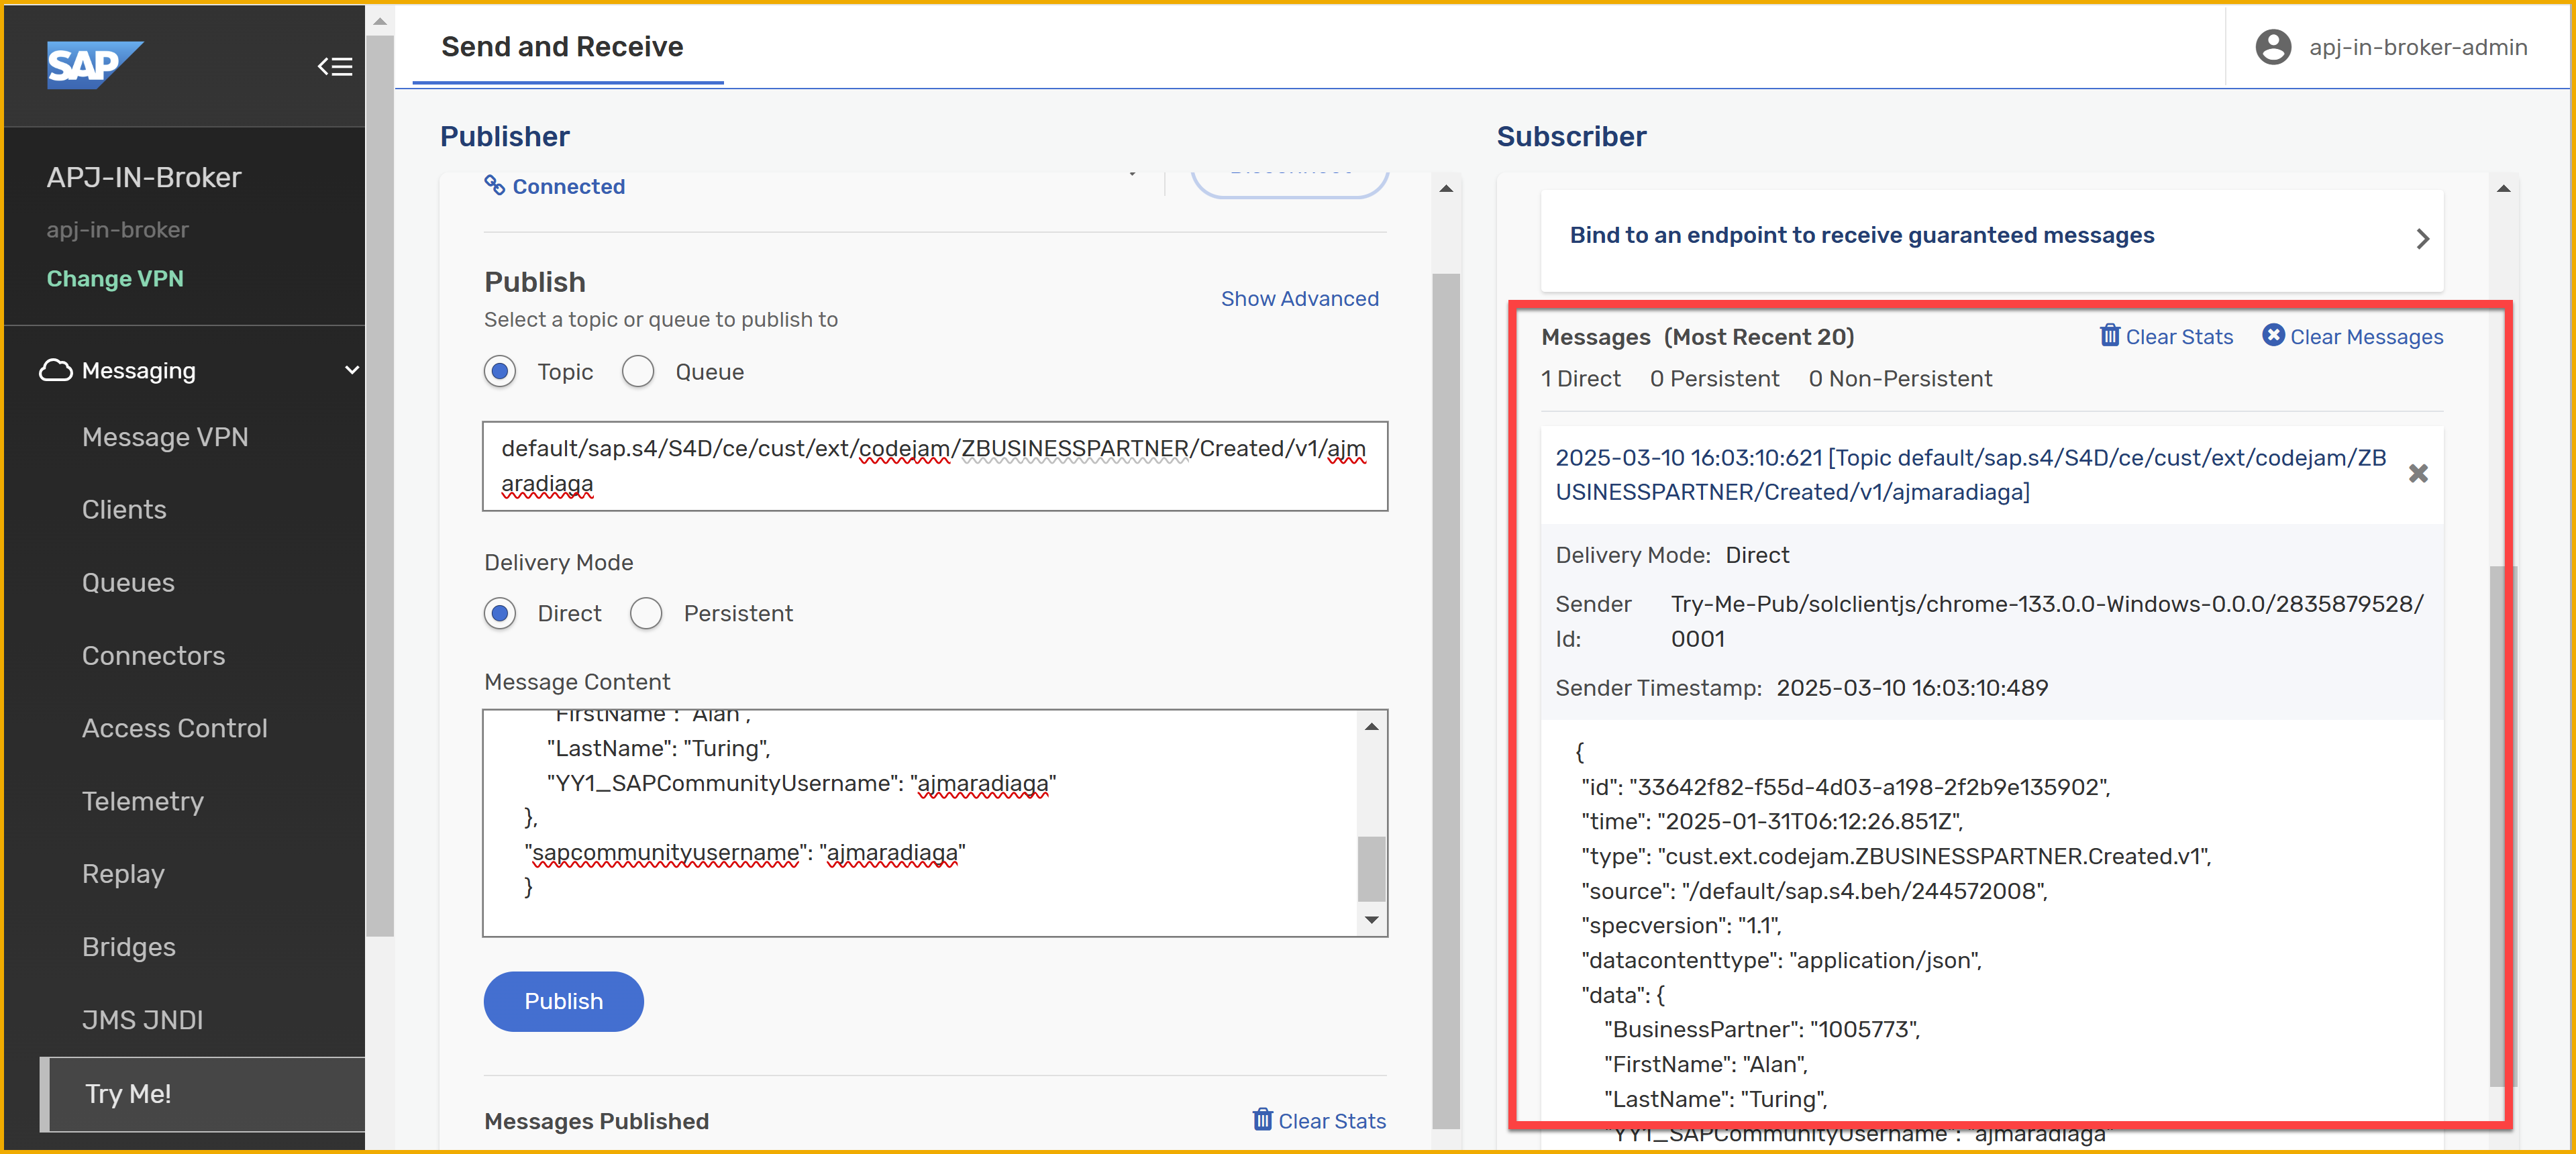 SAP
APJ-IN-Broker
apj-in-broker
Change VPN
Messaging
Message VPN
Clients
Queues
Connectors
Access Control
Telemetry
Replay
Bridges
JMS JNDI
Try Me!
Send and Receive
apj-in-broker-admin
Publisher
Connected
Publish
Show Advanced
Select a topic or queue to publish to
Topic Queue
default/sap.s4/S4D/ce/cust/ext/codejam/ZBUSINESSPARTNER/Created/v1/ajm
aradiaga
Delivery Mode
Direct Persistent
Message Content
"FirstName": "Alan",
"LastName": "Turing",
"YY1_SAPCommunityUsername": "ajmaradiaga"
},
"sapcommunityusername": "ajmaradiaga"
}
Publish
Messages Published
Clear Stats
Subscriber
Bind to an endpoint to receive guaranteed messages
Messages (Most Recent 20)
Clear Stats Clear Messages
1 Direct 0 Persistent 0 Non-Persistent
2025-03-10 16:03:10:621 [Topic default/sap.s4/S4D/ce/cust/ext/codejam/ZB
USINESSPARTNER/Created/v1/ajmaradiaga]
Delivery Mode: Direct
Sender Try-Me-Pub/solclientjs/chrome-133.0.0-Windows-0.0.0/2835879528/
Id: 0001
Sender Timestamp: 2025-03-10 16:03:10:489
{
"id": "33642f82-f55d-4d03-a198-2f2b9e135902",
"time": "2025-01-31T06:12:26.851Z",
"type": "cust.ext.codejam.ZBUSINESSPARTNER.Created.v1",
"source": "/default/sap.s4.beh/244572008",
"specversion": "1.1",
"datacontenttype": "application/json",
"data": {
"BusinessPartner": "1005773",
"FirstName": "Alan",
"LastName": "Turing",
"YY1_SAPCommunityUsername": "ajmaradiaga"